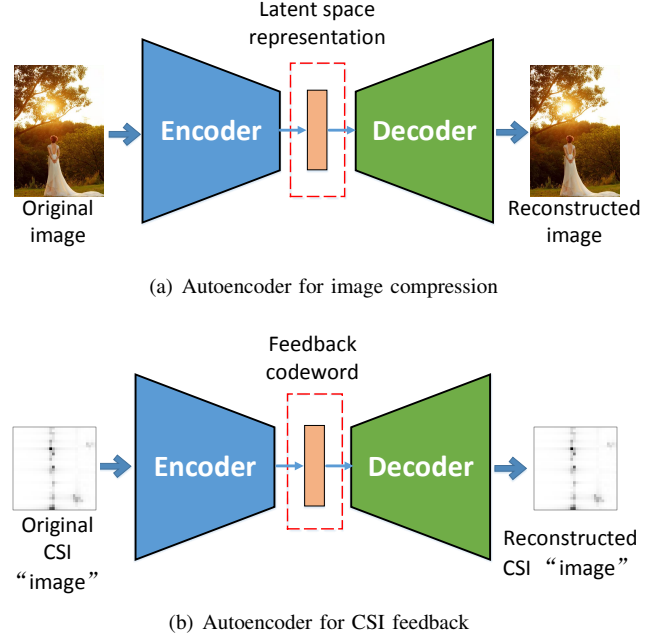 Latent space
representation
Encoder
Decoder
Original
image
Reconstructed
image
(a) Autoencoder for image compression
Feedback
codeword
Encoder
Decoder
Original
CSI
“image”
Reconstructed
CSI “image”
(b) Autoencoder for CSI feedback